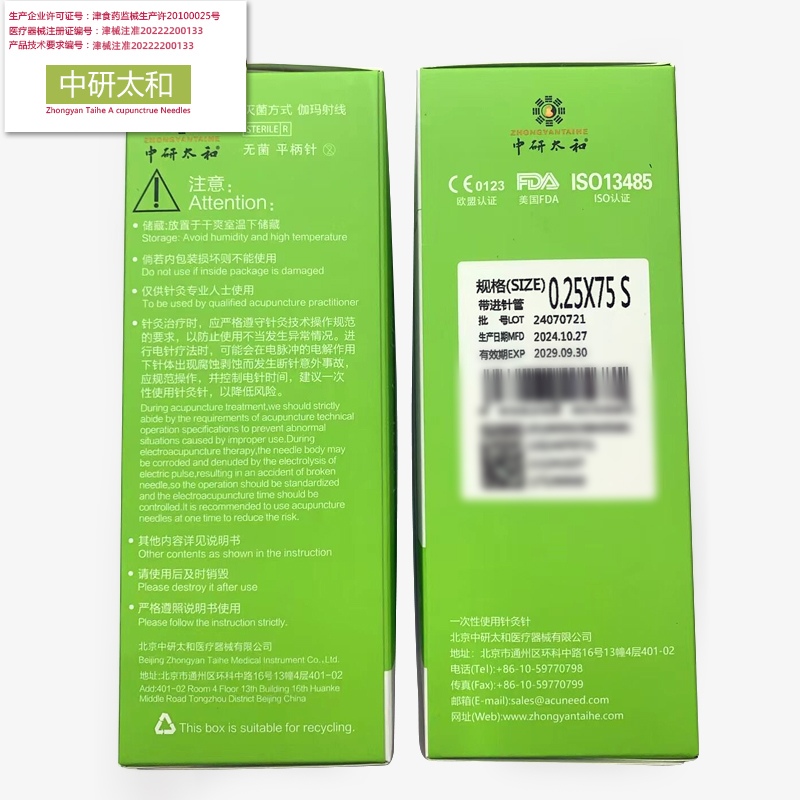 生产企业许可证号：津食药监械生产许20100025号
医疗器械注册证编号：津械注准20222200133
产品技术要求编号：津械注准20222200133
中研太和
Zhongyan Taihe A cupunctrue Needles
灭菌方式 伽玛射线
STERILE R
无菌 平柄针 2
ZHONGYANTAIHE
中研太和
注意：
Attention：
• 储藏:放置于干爽室温下储藏
Storage: Avoid humidity and high temperature
• 倘若内包装损坏则不能使用
Do not use if inside package is damaged
• 仅供针灸专业人士使用
To be used by qualified acupuncture practitioner
• 针灸治疗时，应严格遵守针灸技术操作规范
的要求，以防止使用不当发生异常情况。进
行电针疗法时，可能会在电脉冲的电解作用
下针体出现腐蚀剥蚀而发生断针意外事故，
应规范操作，并控制电针时间，建议一次
性使用针灸针，以降低风险。
During acupuncture treatment,we should strictly
abide by the requirements of acupuncture technical
operation specifications to prevent abnormal
situations caused by improper use.During
electroacupuncture therapy,the needle body may
be corroded and denuded by the electrolysis of
electric pulse,resulting in an accident of broken
needle,so the operation should be standardized
and the electroacupuncture time should be
controlled.It is recommended to use acupuncture
needles at one time to reduce the risk.
• 其他内容详见说明书
Other contents as shown in the instruction
• 请使用后及时销毁
Please destroy it after use
• 严格遵照说明书使用
Please follow the instruction strictly.
北京中研太和医疗器械有限公司
Beijing Zhongyan Taihe Medical Instrument Co.,Ltd.
地址:北京市通州区环科中路16号13幢4层401-02
Add:401-02 Room 4 Floor 13th Building 16th Huanke
Middle Road Tongzhou District Beijing China
This box is suitable for recycling.
ZHONGYANTAIHE
中研太和
CE0123 FDA ISO13485
欧盟认证 美国FDA ISO认证
规格(SIZE) 0.25X75 S
带进针管
批 号LOT 24070721
生产日期MFD 2024.10.27
有效期EXP 2029.09.30
一次性使用针灸针
北京中研太和医疗器械有限公司
地址：北京市通州区环科中路16号13幢4层401-02
电话(Tel):+86-10-59770798
传真(Fax):+86-10-59770799
邮箱(E-mail):sales@acuneed.com
网址(Web):www.zhongyantaihe.com